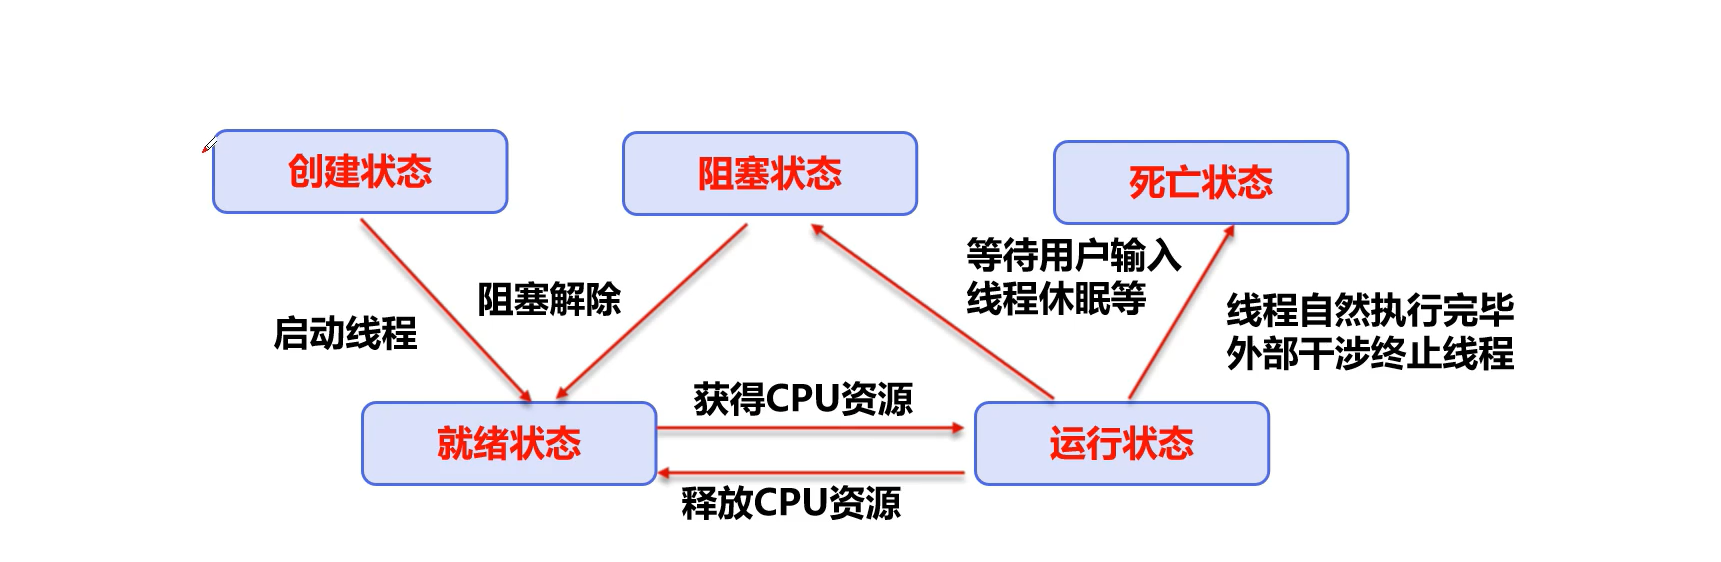 创建状态
阻塞状态
死亡状态
等待用户输入
线程休眠等
阻塞解除
启动线程
线程自然执行完毕
外部干涉终止线程
获得CPU资源
就绪状态
运行状态
释放CPU资源